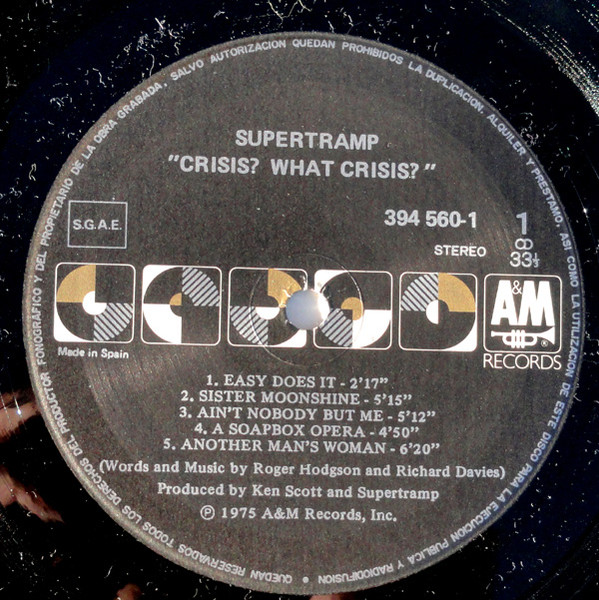 SUPERTRAMP
"CRISIS? WHAT CRISIS?"
S.G.A.E.
394 560-1
1
STEREO
33⅓
A&M
®
RECORDS
Made in Spain
1. EASY DOES IT - 2'17"
2. SISTER MOONSHINE - 5'15"
3. AIN'T NOBODY BUT ME - 5'12"
4. A SOAPBOX OPERA - 4'50"
5. ANOTHER MAN'S WOMAN - 6'20"
(Words and Music by Roger Hodgson and Richard Davies)
Produced by Ken Scott and Supertramp
℗ 1975 A&M Records, Inc.
RESERVADOS TODOS LOS DERECHOS DEL PRODUCTOR FONOGRAFICO Y DEL PROPIETARIO DE LA OBRA GRABADA. SALVO AUTORIZACION QUEDAN PROHIBIDOS LA DUPLICACION, ALQUILER Y PRESTAMO, ASI COMO LA UTILIZACION DE ESTE DISCO PARA LA EJECUCION PUBLICA Y RADIODIFUSION • QUEDAN